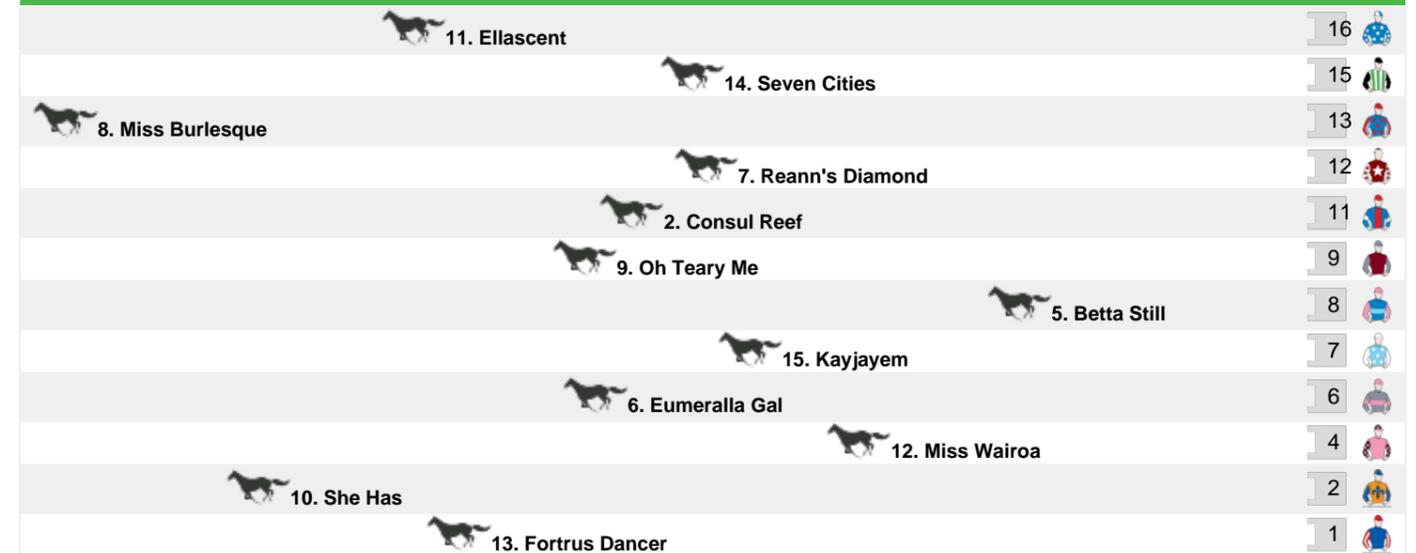 11. Ellascent 16
14. Seven Cities 15
8. Miss Burlesque 13
7. Reann's Diamond 12
2. Consul Reef 11
9. Oh Teary Me 9
5. Betta Still 8
15. Kayjayem 7
6. Eumeralla Gal 6
12. Miss Wairoa 4
10. She Has 2
13. Fortrus Dancer 1